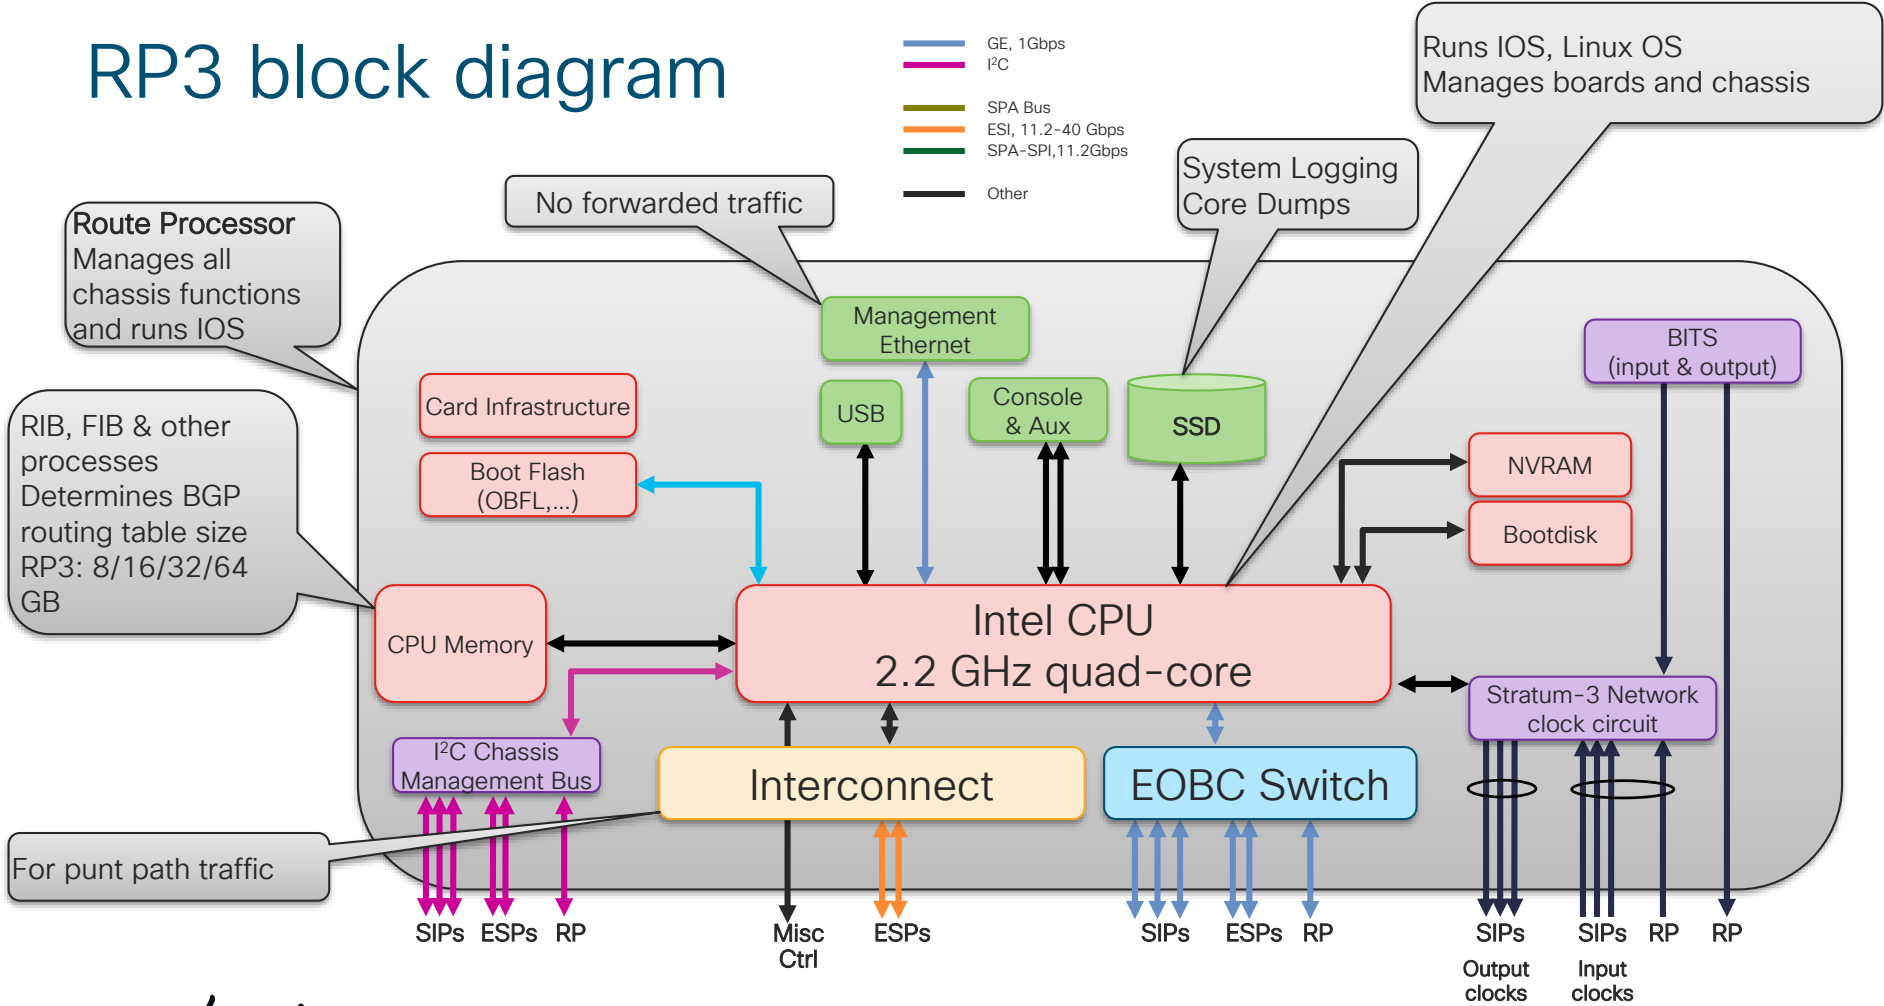 RP3 block diagram
GE, 1Gbps
I²C
SPA Bus
ESI, 11.2-40 Gbps
SPA-SPI,11.2Gbps
Other
Runs IOS, Linux OS
Manages boards and chassis
System Logging
Core Dumps
No forwarded traffic
Route Processor
Manages all
chassis functions
and runs IOS
Management
Ethernet
BITS
(input & output)
Card Infrastructure
USB
Console
& Aux
SSD
RIB, FIB & other
processes
Determines BGP
routing table size
RP3: 8/16/32/64
GB
Boot Flash
(OBFL,...)
NVRAM
Bootdisk
CPU Memory
Intel CPU
2.2 GHz quad-core
Stratum-3 Network
clock circuit
I²C Chassis
Management Bus
Interconnect
EOBC Switch
For punt path traffic
SIPs ESPs RP
Misc
Ctrl
ESPs
SIPs ESPs RP
SIPs
Output
clocks
SIPs
Input
clocks
RP
RP